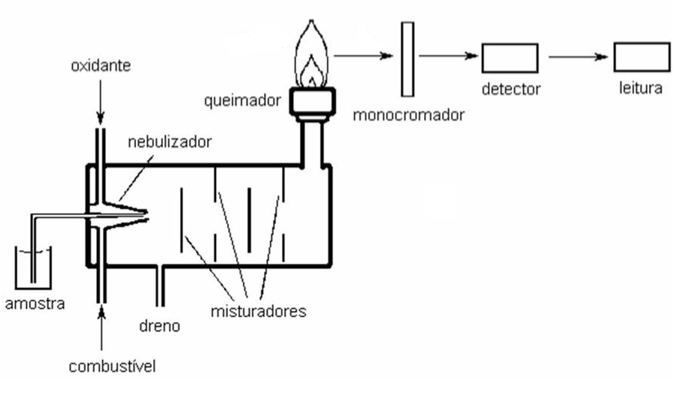 oxidante
nebulizador
queimador
monocromador
detector
leitura
amostra
dreno
misturadores
combustível